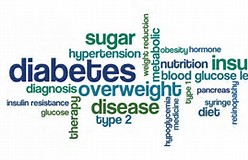 sugar
weight reduction
metabolic
obesity hormone
hypertension
nutrition insu
diabetes
type 1
blood glucose le
diagnosis overweight
pancreas
insulin resistance
disease
hypoglycemia
medicine
syringe
glucose
therapy
type 2
diet